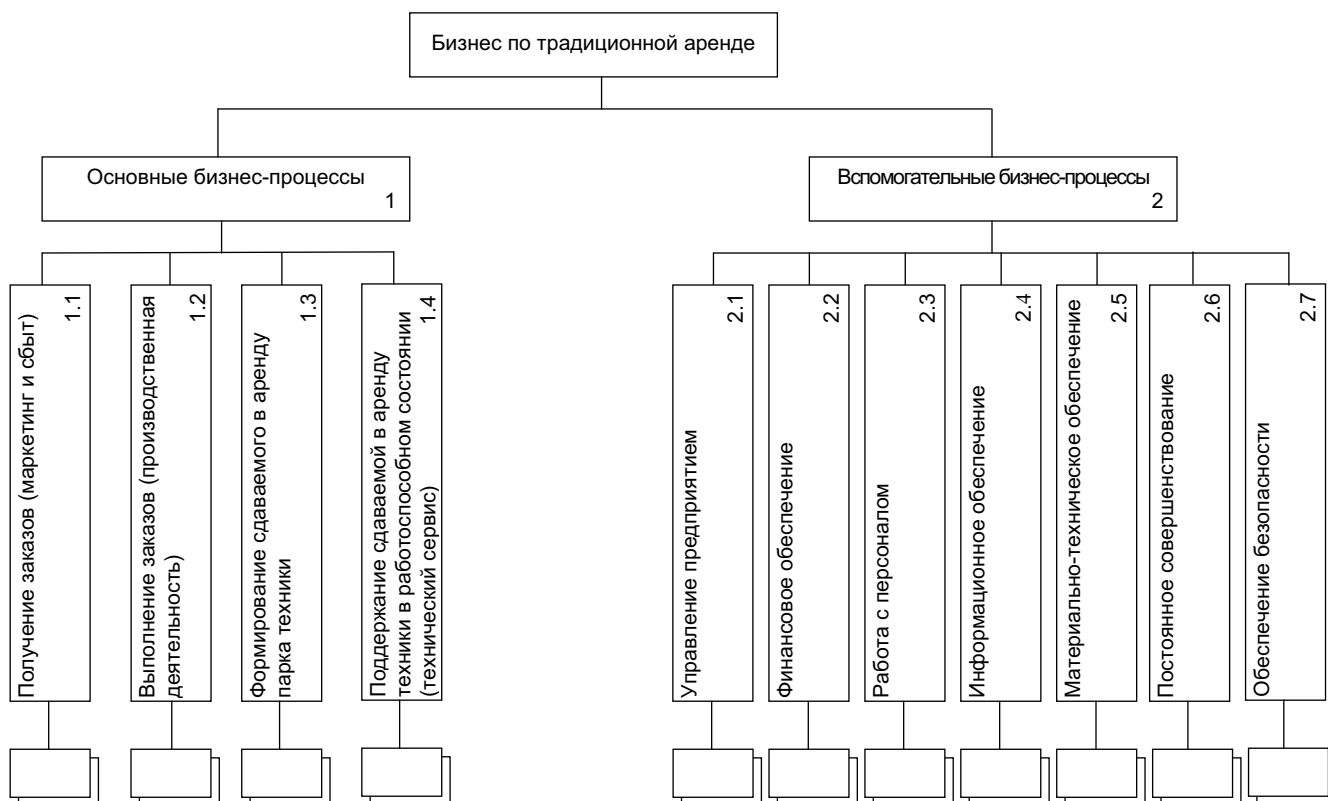 Бизнес по традиционной аренде
Основные бизнес-процессы
1
Вспомогательные бизнес-процессы
2
1.1
Получение заказов (маркетинг и сбыт)
1.2
Выполнение заказов (производственная
деятельность)
1.3
Формирование сдаваемого в аренду
парка техники
1.4
Поддержание сдаваемой в аренду
техники в работоспособном состоянии
(технический сервис)
2.1
Управление предприятием
2.2
Финансовое обеспечение
2.3
Работа с персоналом
2.4
Информационное обеспечение
2.5
Материально-техническое обеспечение
2.6
Постоянное совершенствование
2.7
Обеспечение безопасности